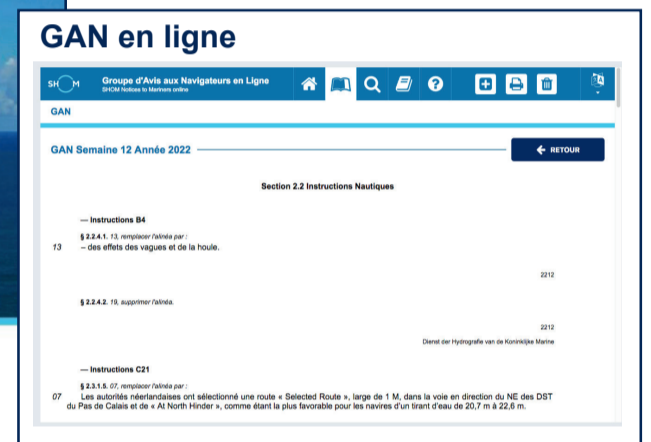 GAN en ligne
SHOM Groupe d'Avis aux Navigateurs en Ligne
SHOM Notices to Mariners online
GAN
GAN Semaine 12 Année 2022
RETOUR
Section 2.2 Instructions Nautiques
— Instructions B4
§ 2.2.4.1. 13, remplacer l'alinéa par :
13 – des effets des vagues et de la houle.
2212
§ 2.2.4.2. 19, supprimer l'alinéa.
2212
Dienst der Hydrografie van de Koninklijke Marine
— Instructions C21
§ 2.3.1.5. 07, remplacer l'alinéa par :
07 Les autorités néerlandaises ont sélectionné une route « Selected Route », large de 1 M, dans la voie en direction du NE des DST
du Pas de Calais et de « At North Hinder », comme étant la plus favorable pour les navires d'un tirant d'eau de 20,7 m à 22,6 m.